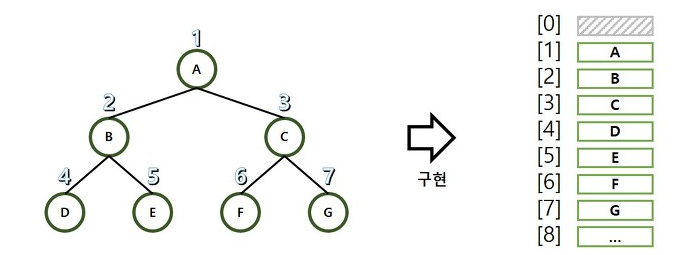 1
A
2
3
B
C
4
5
6
7
D
E
F
G
구현
[0]
[1] A
[2] B
[3] C
[4] D
[5] E
[6] F
[7] G
[8] ...